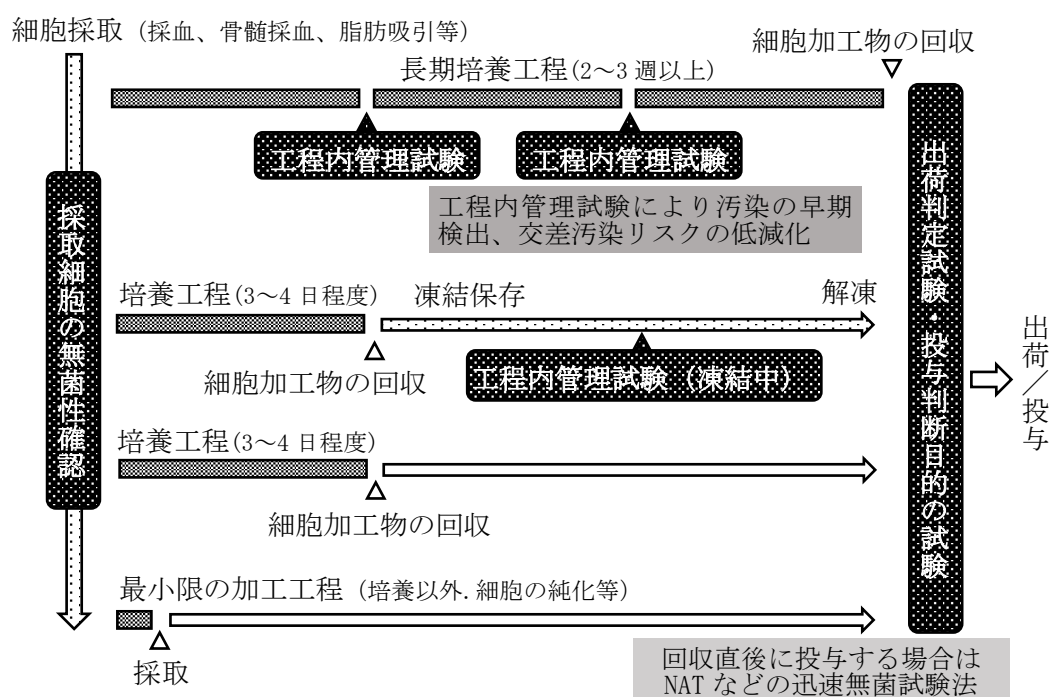 細胞採取 (採血、骨髄採血、脂肪吸引等)
細胞加工物の回収
長期培養工程(2～3 週以上)
工程内管理試験
工程内管理試験
工程内管理試験により汚染の早期
検出、交差汚染リスクの低減化
採取細胞の無菌性確認
培養工程(3～4 日程度)
凍結保存
解凍
細胞加工物の回収
工程内管理試験（凍結中）
培養工程(3～4 日程度)
細胞加工物の回収
最小限の加工工程 (培養以外.細胞の純化等)
採取
回収直後に投与する場合は
NAT などの迅速無菌試験法
出荷判定試験・投与判断目的の試験
出荷／投与